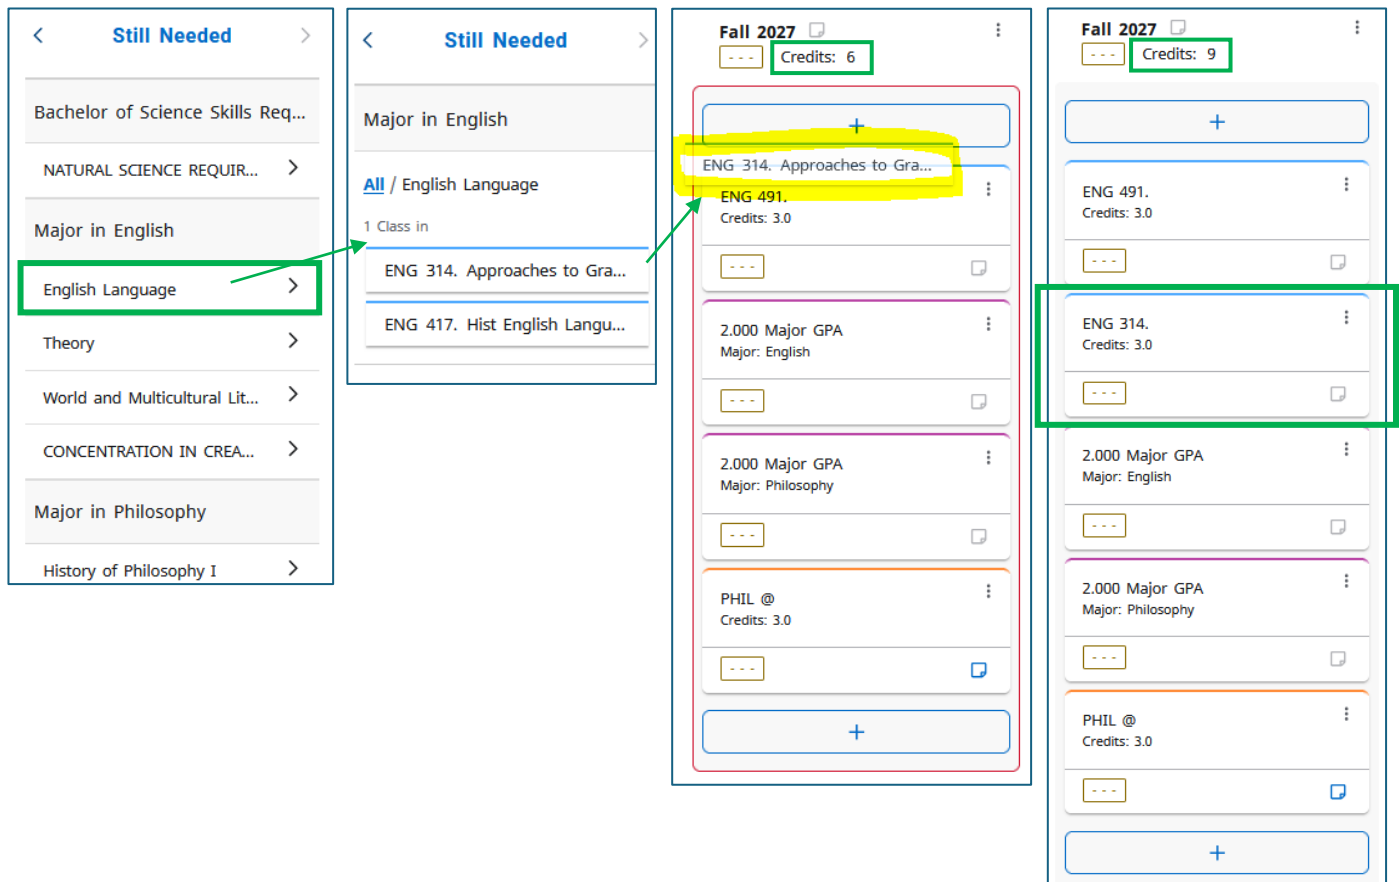 Still Needed
Bachelor of Science Skills Req...
NATURAL SCIENCE REQUIR...
Major in English
English Language
Theory
World and Multicultural Lit...
CONCENTRATION IN CREA...
Major in Philosophy
History of Philosophy I
Still Needed
Major in English
All / English Language
1 Class in
ENG 314. Approaches to Gra...
ENG 417. Hist English Langu...
Fall 2027
- - -
Credits: 6
+
ENG 314. Approaches to Gra...
ENG 491.
Credits: 3.0
- - -
2.000 Major GPA
Major: English
- - -
2.000 Major GPA
Major: Philosophy
- - -
PHIL @
Credits: 3.0
- - -
+
Fall 2027
- - -
Credits: 9
+
ENG 491.
Credits: 3.0
- - -
ENG 314.
Credits: 3.0
- - -
2.000 Major GPA
Major: English
- - -
2.000 Major GPA
Major: Philosophy
- - -
PHIL @
Credits: 3.0
- - -
+